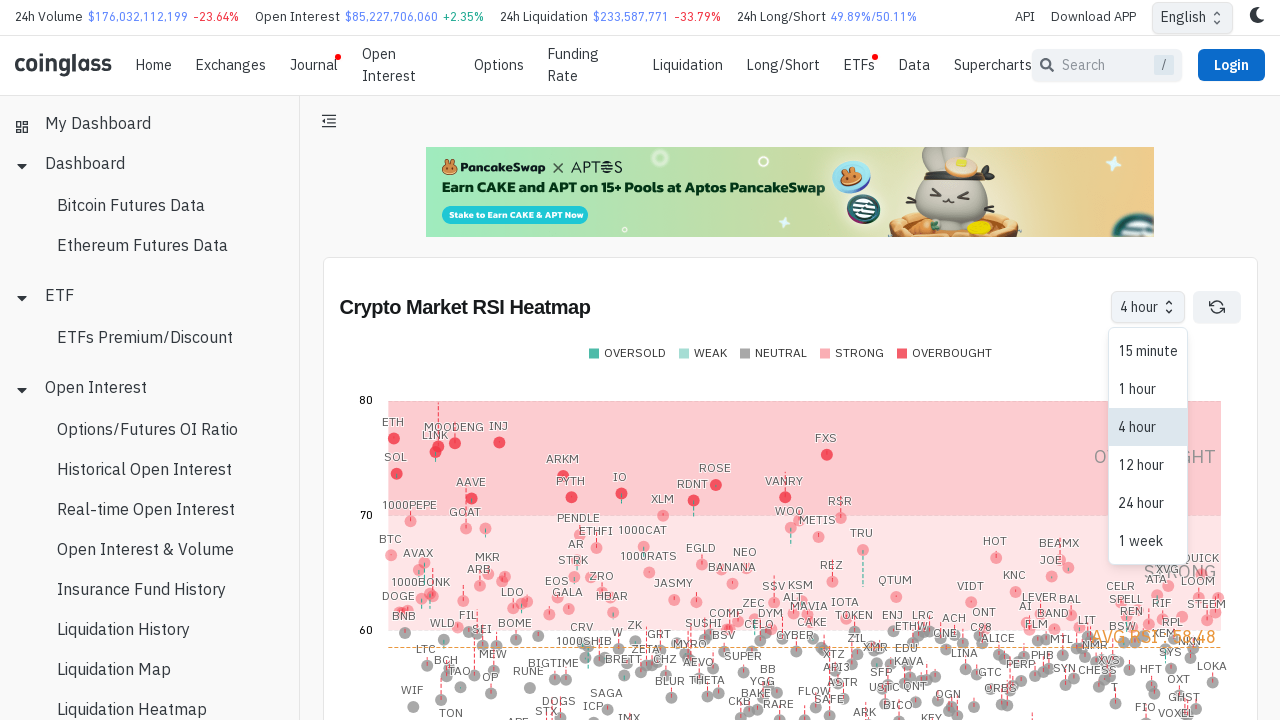 24h Volume $176,032,112,199 -23.64% Open Interest $85,227,706,060 +2.35% 24h Liquidation $233,587,771 -33.79% 24h Long/Short 49.89%/50.11% API Download APP English
coinglass Home Exchanges Journal Open Interest Options Funding Rate Liquidation Long/Short ETFs Data Supercharts Search / Login
My Dashboard
Dashboard
Bitcoin Futures Data
Ethereum Futures Data
ETF
ETFs Premium/Discount
Open Interest
Options/Futures OI Ratio
Historical Open Interest
Real-time Open Interest
Open Interest & Volume
Insurance Fund History
Liquidation History
Liquidation Map
Liquidation Heatmap
PancakeSwap X APTOS
Earn CAKE and APT on 15+ Pools at Aptos PancakeSwap
Stake to Earn CAKE & APT Now
Crypto Market RSI Heatmap
4 hour
15 minute
1 hour
4 hour
12 hour
24 hour
1 week
OVERSOLD WEAK NEUTRAL STRONG OVERBOUGHT
80
ETH MOODENG INJ
LINK FXS
SOL ARKM
ROSE
AAVE PYTH IO RDNT VANRY
1000PEPE XLM RSR
GOAT WOO
70
PENDLE METIS
ETHFI 1000CAT TRU
BTC AR HOT BEAMX
AVAX MKR STRK 1000RATS EGLD NEO REZ JOE
ARB BANANA STRONG
1000BONK EOS ZRO JASMY SSV KSM QTUM VIDT KNC CELR ATA LOOM
DOGE GALA HBAR ZEC ALT MAVIA IOTA LEVER BAL SPELL RIF STEEM
BNB WLD FIL BOME COMP DYM TOKEN ENJ LRC ACH ONT AI BAND REN
60
SEI CRV ZK SUSHI CELO CAKE ETHW C98 FLM LIT BSW RPL
1000SHIB W GRT BSV CYBER ZIL CNB ALICE MTL XEM
AVG RSI: 58.48
LTC MEW BRETT ZETA MYRO SUPER XTZ XMR EDU LINA PHB NMR SYS
BCH TAO RUNE BIGTIME CHZ AEVO BB API3 SFP KAVA GTC PERP SYN CHESS XVS HFT LOKA
WIF OP SAGA BLUR THETA YGG ASTR USTC QNT OGN T OXT
TON DOGS ICP CKB BAKE FLOW SAFE BICO FIO GHST
STX IMX RARE ARK KEY VOXEL